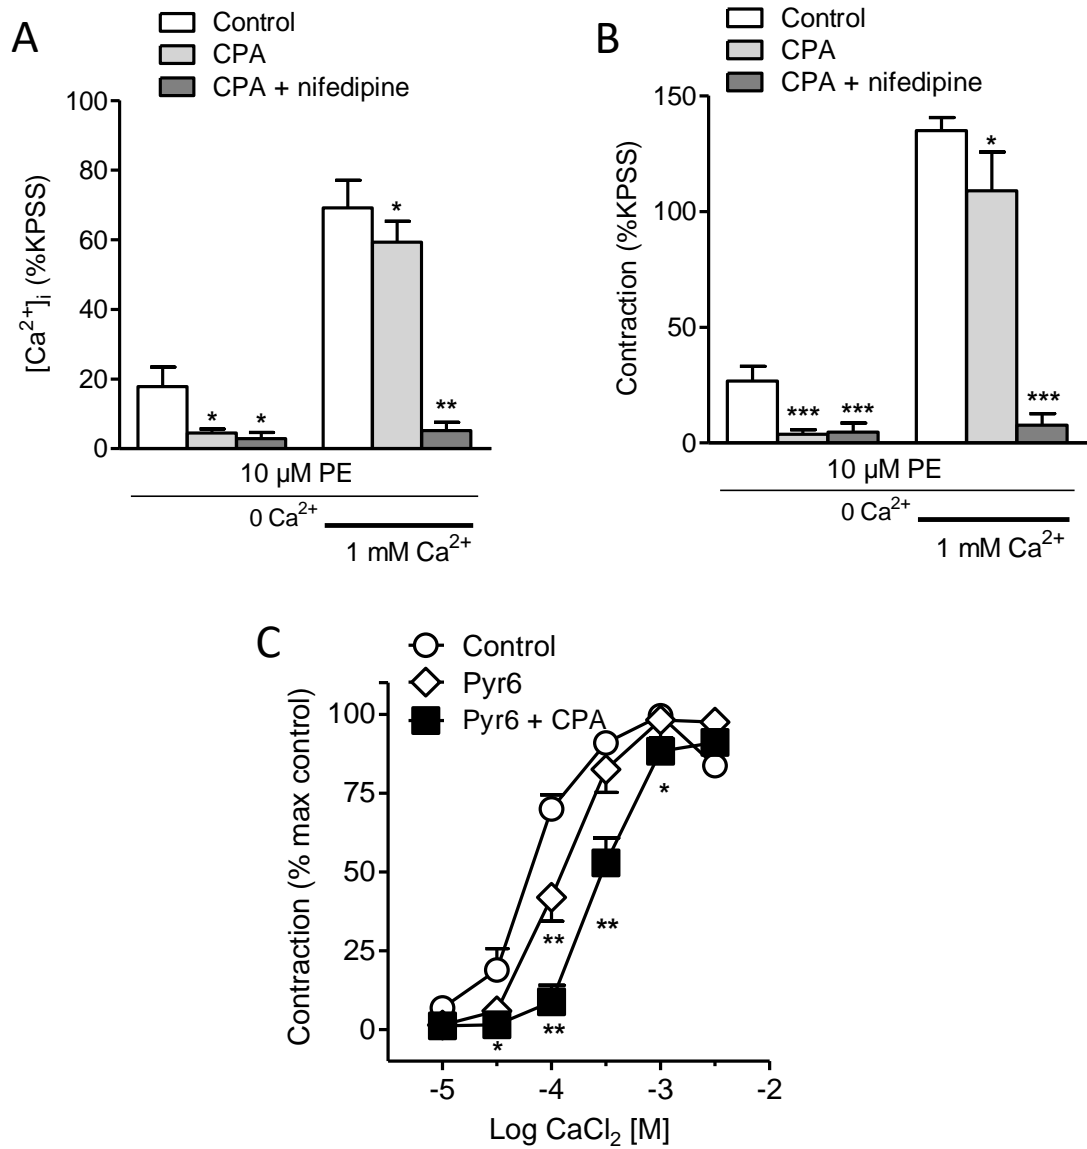 A
Control
CPA
CPA + nifedipine
100
80
60
40
20
0
[Ca²⁺]ᵢ (%KPSS)
*
*
*
**
10 µM PE
0 Ca²⁺
1 mM Ca²⁺
B
Control
CPA
CPA + nifedipine
150
100
50
0
Contraction (%KPSS)
***
***
*
***
10 µM PE
0 Ca²⁺
1 mM Ca²⁺
C
Control
Pyr6
Pyr6 + CPA
100
75
50
25
0
Contraction (% max control)
*
**
**
**
*
-5
-4
-3
-2
Log CaCl₂ [M]